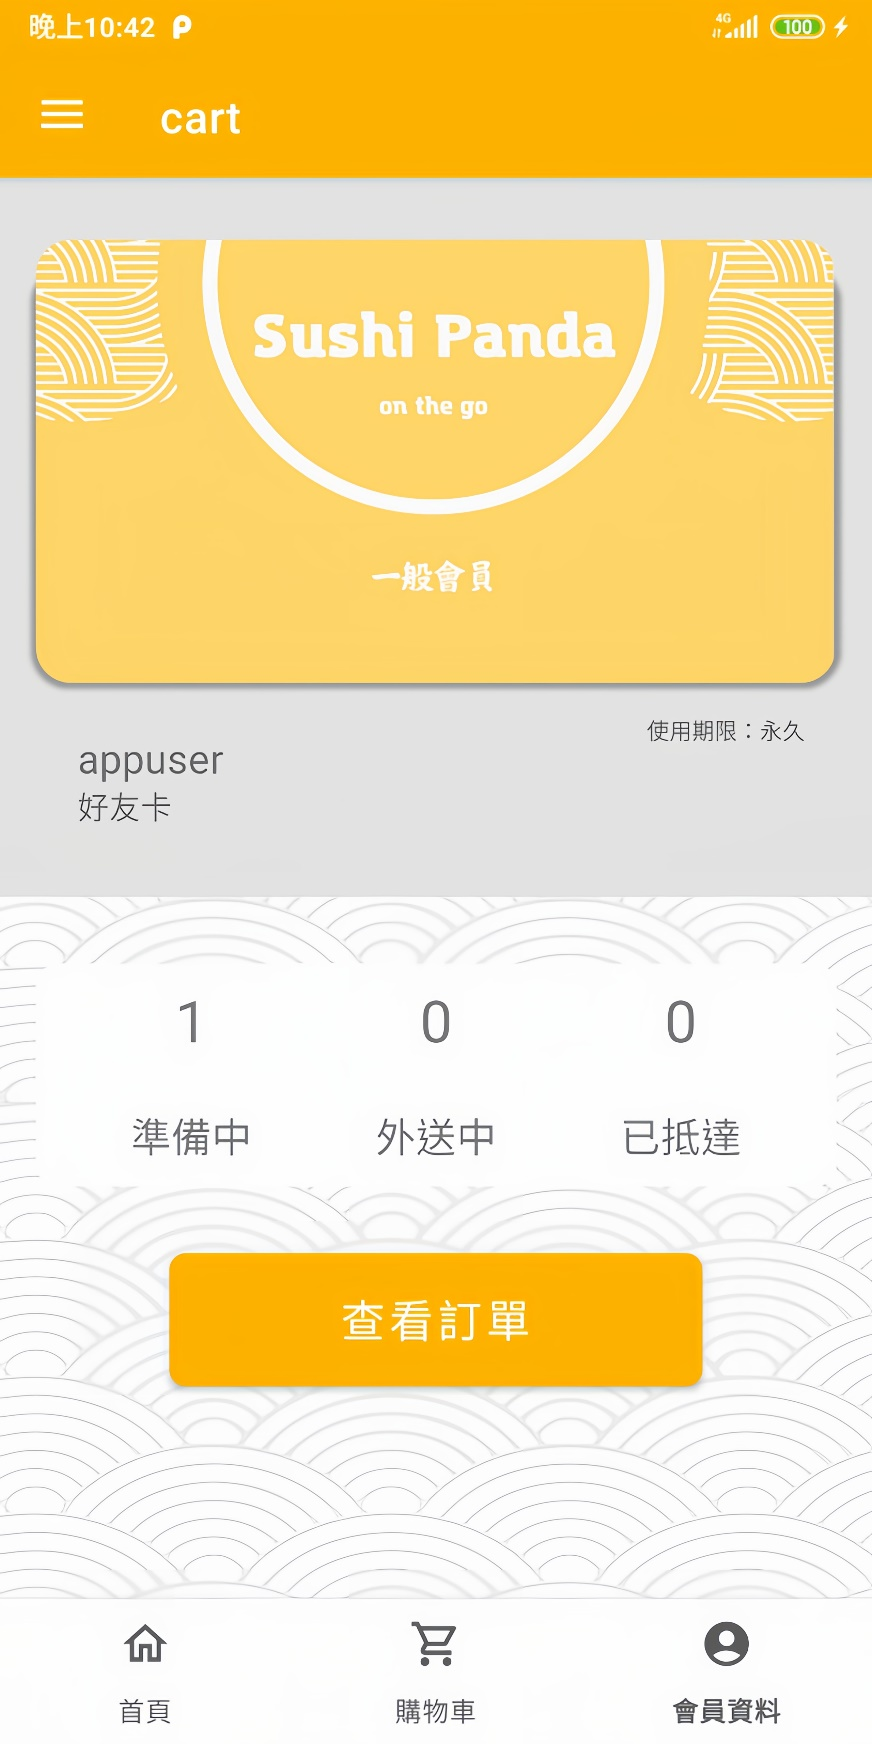 晚上10:42
4G 100
cart
Sushi Panda
on the go
一般會員
使用期限：永久
appuser
好友卡
1 0 0
準備中 外送中 已抵達
查看訂單
首頁 購物車 會員資料